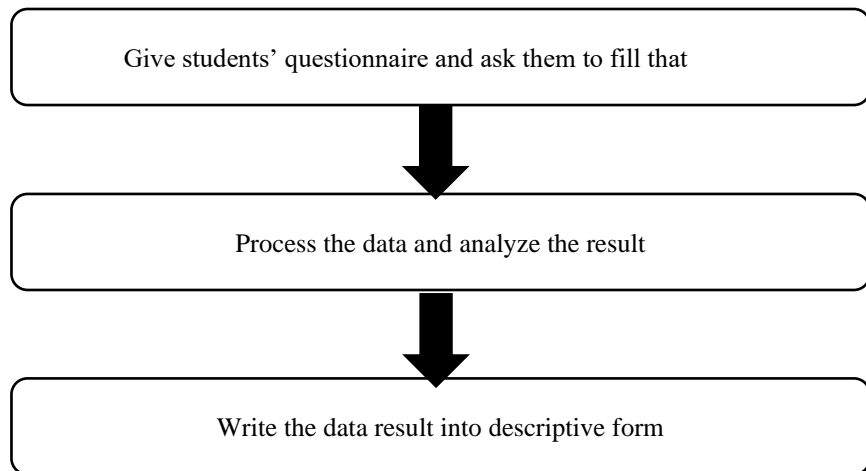 Give students’ questionnaire and ask them to fill that
Process the data and analyze the result
Write the data result into descriptive form